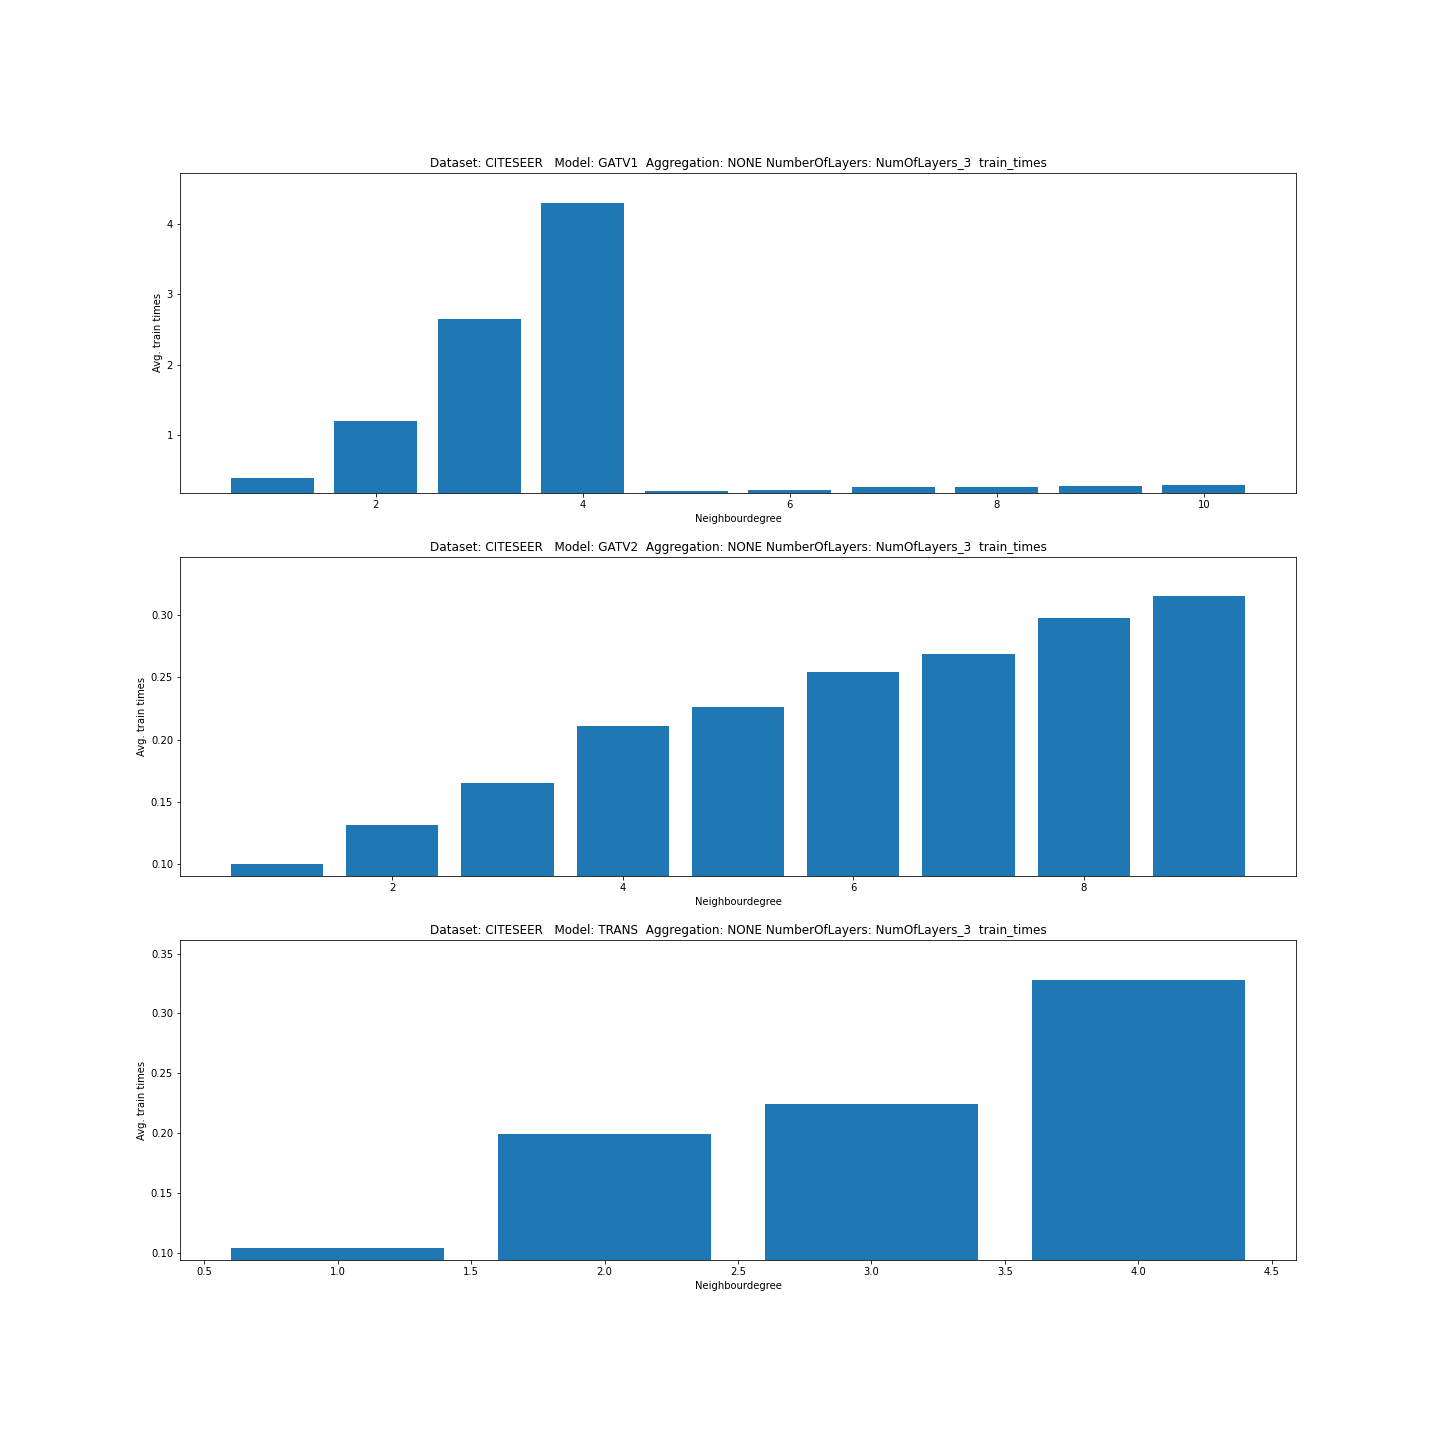 Dataset: CITESEER   Model: GATV1  Aggregation: NONE NumberOfLayers: NumOfLayers_3  train_times
4
3
2
1
Avg. train times
2 4 6 8 10
Neighbourdegree
Dataset: CITESEER   Model: GATV2  Aggregation: NONE NumberOfLayers: NumOfLayers_3  train_times
0.30
0.25
0.20
0.15
0.10
Avg. train times
2 4 6 8
Neighbourdegree
Dataset: CITESEER   Model: TRANS  Aggregation: NONE NumberOfLayers: NumOfLayers_3  train_times
0.35
0.30
0.25
0.20
0.15
0.10
Avg. train times
0.5 1.0 1.5 2.0 2.5 3.0 3.5 4.0 4.5
Neighbourdegree